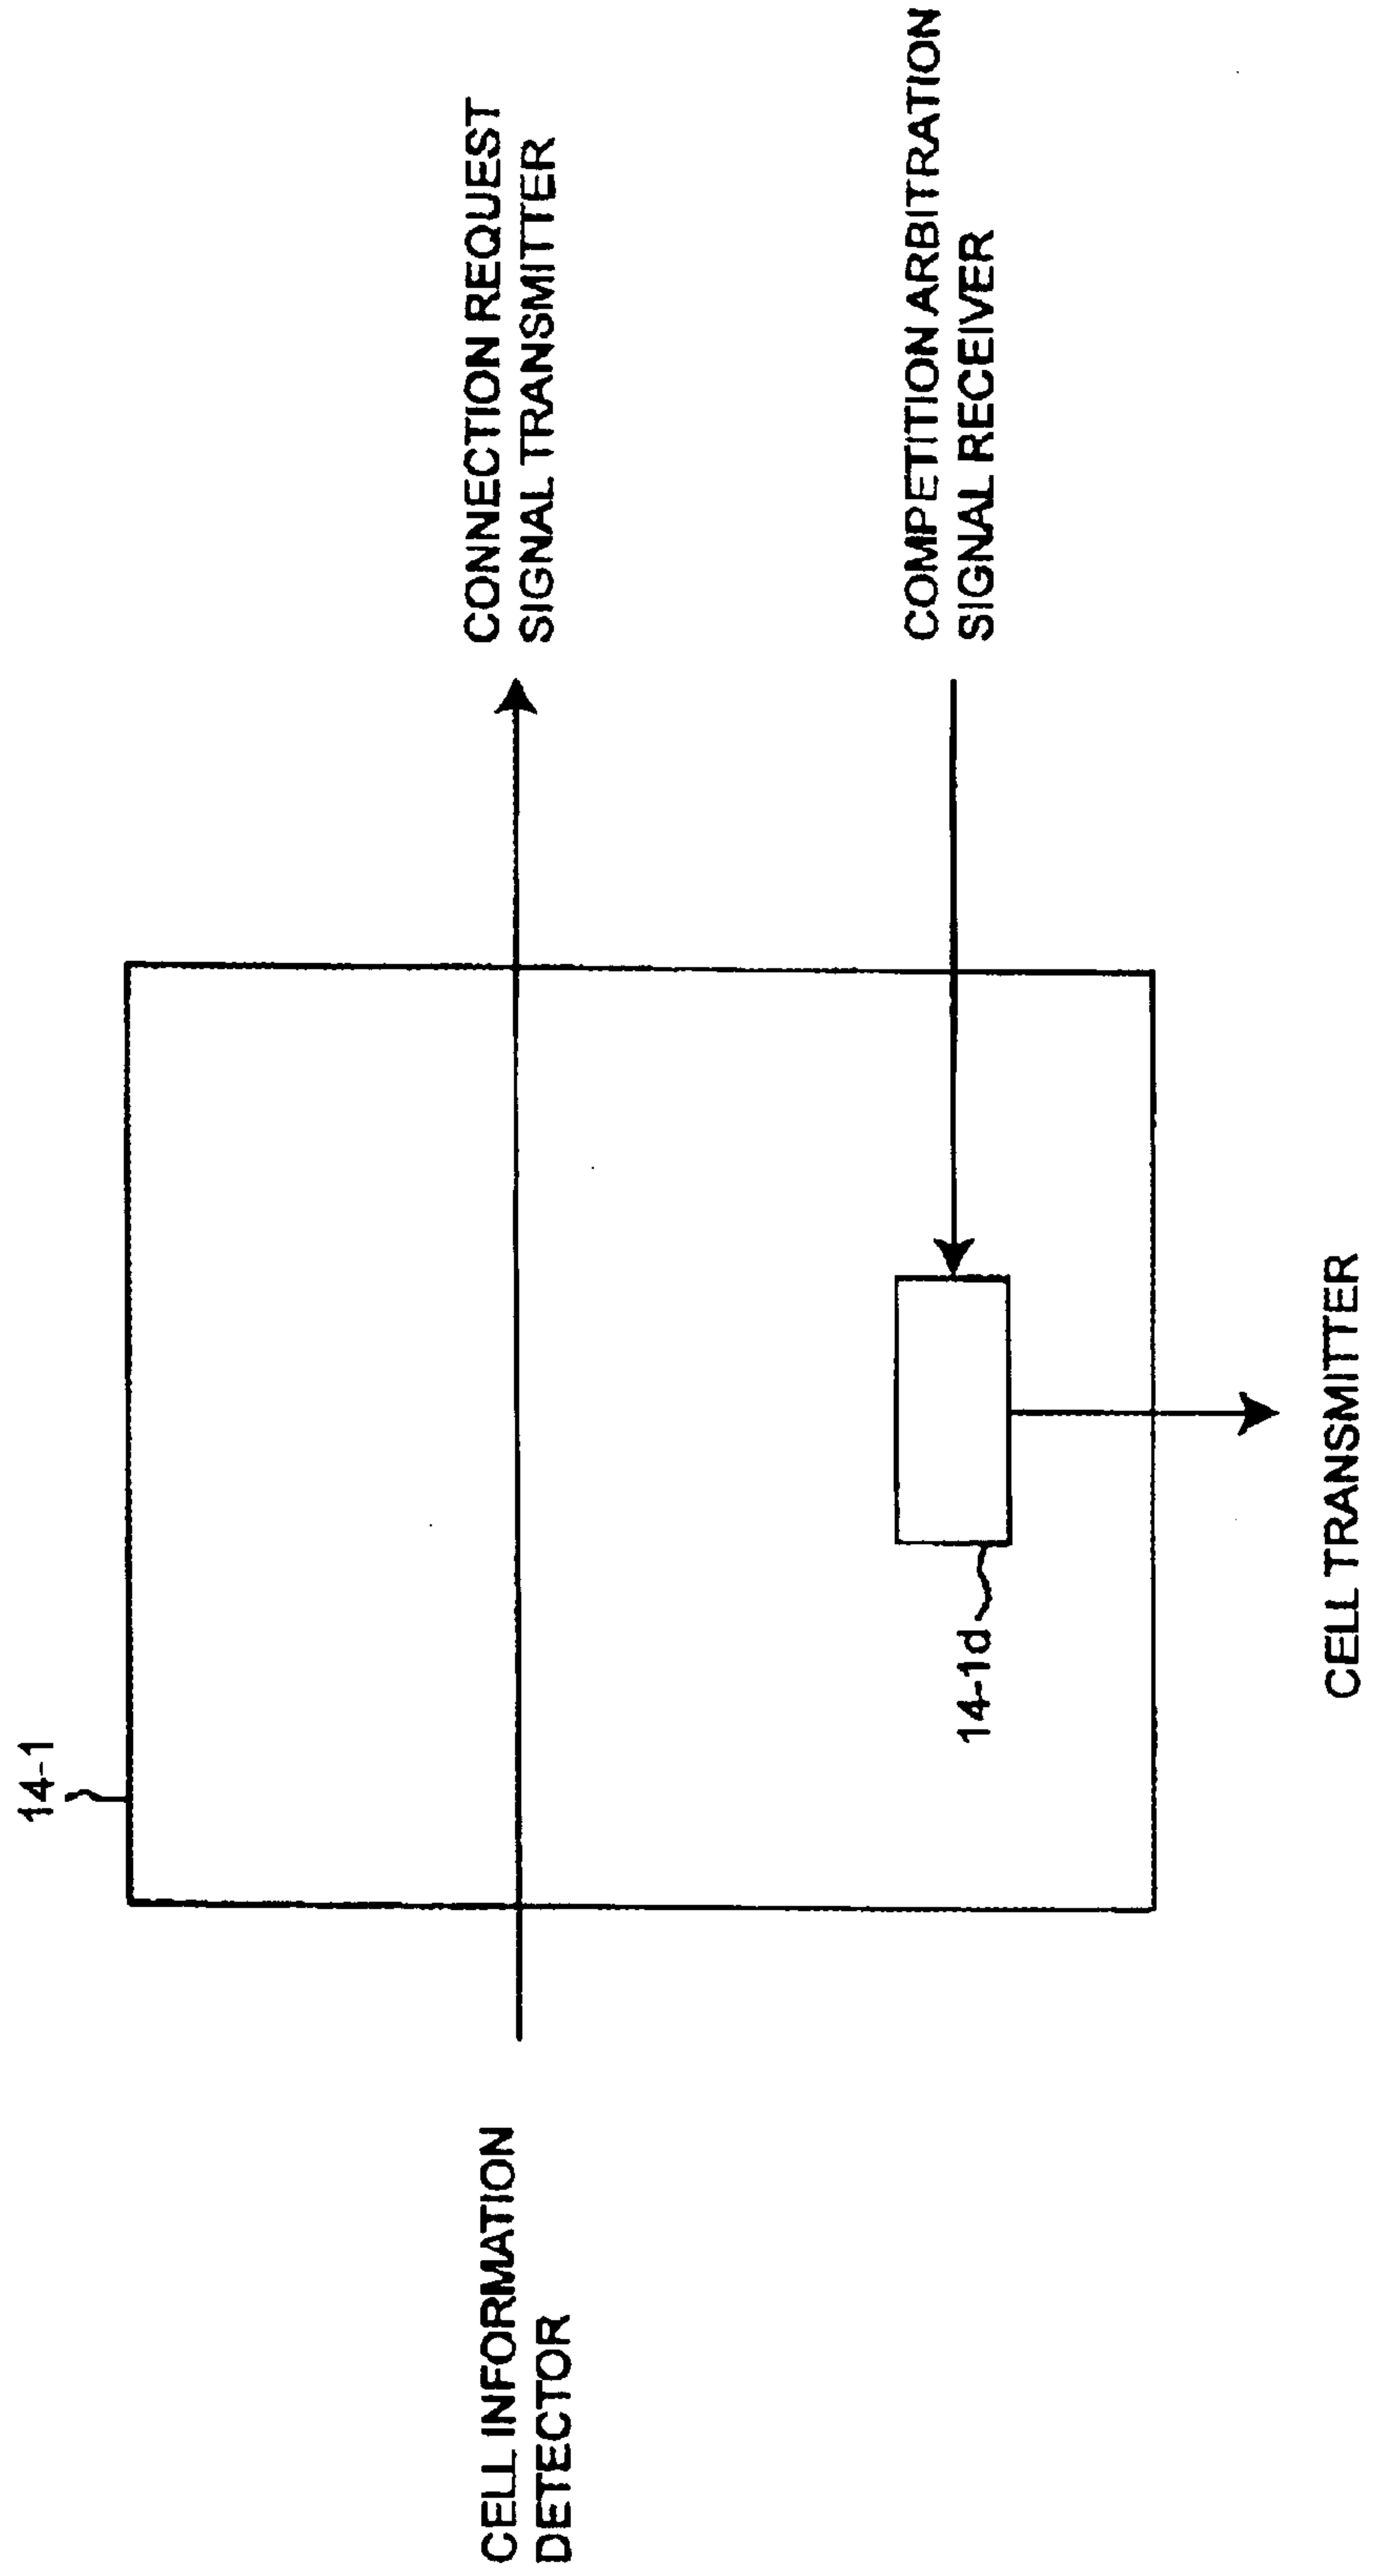 14-1
CELL INFORMATION
DETECTOR
CONNECTION REQUEST
SIGNAL TRANSMITTER
14-1d
COMPETITION ARBITRATION
SIGNAL RECEIVER
CELL TRANSMITTER